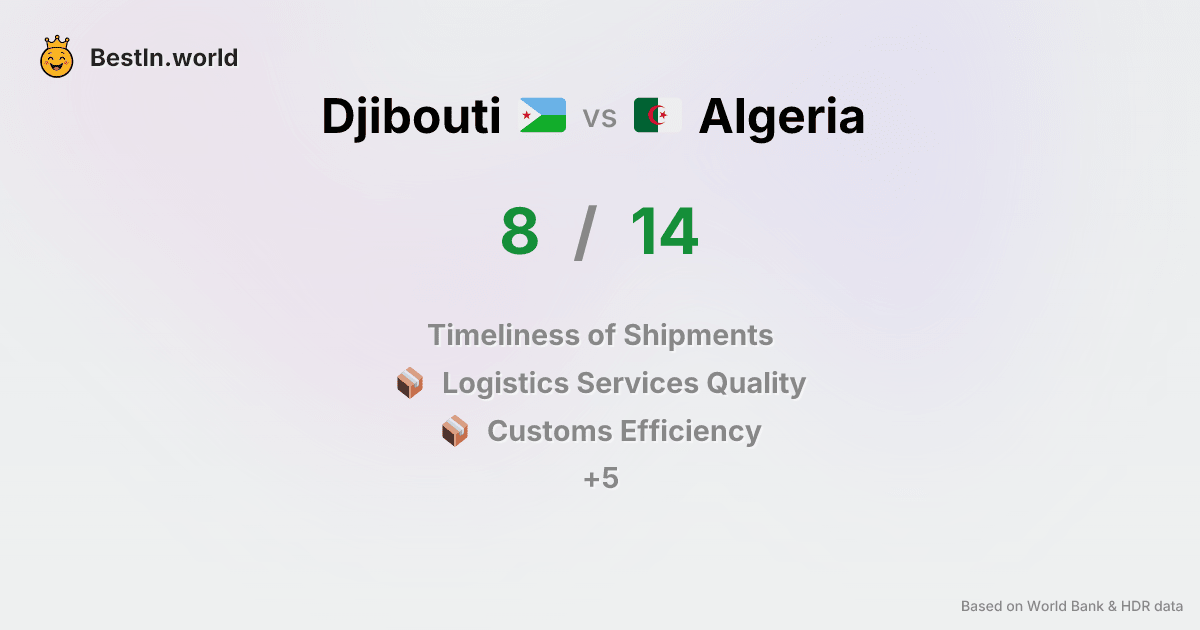 BestIn.world
Djibouti vs Algeria
8 / 14
Timeliness of Shipments
Logistics Services Quality
Customs Efficiency
+5
Based on World Bank & HDR data